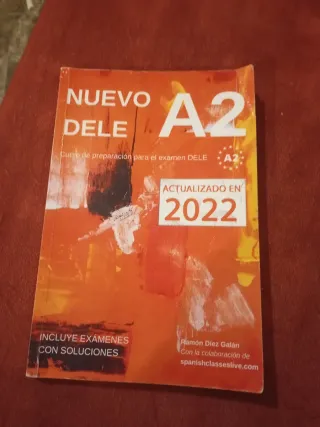 NUEVO
DELE
A2
Curso de preparación para el examen DELE
A2
ACTUALIZADO EN
2022
INCLUYE EXÁMENES
CON SOLUCIONES
Ramón Díez Galán
Con la colaboración de
spanishclasseslive.com